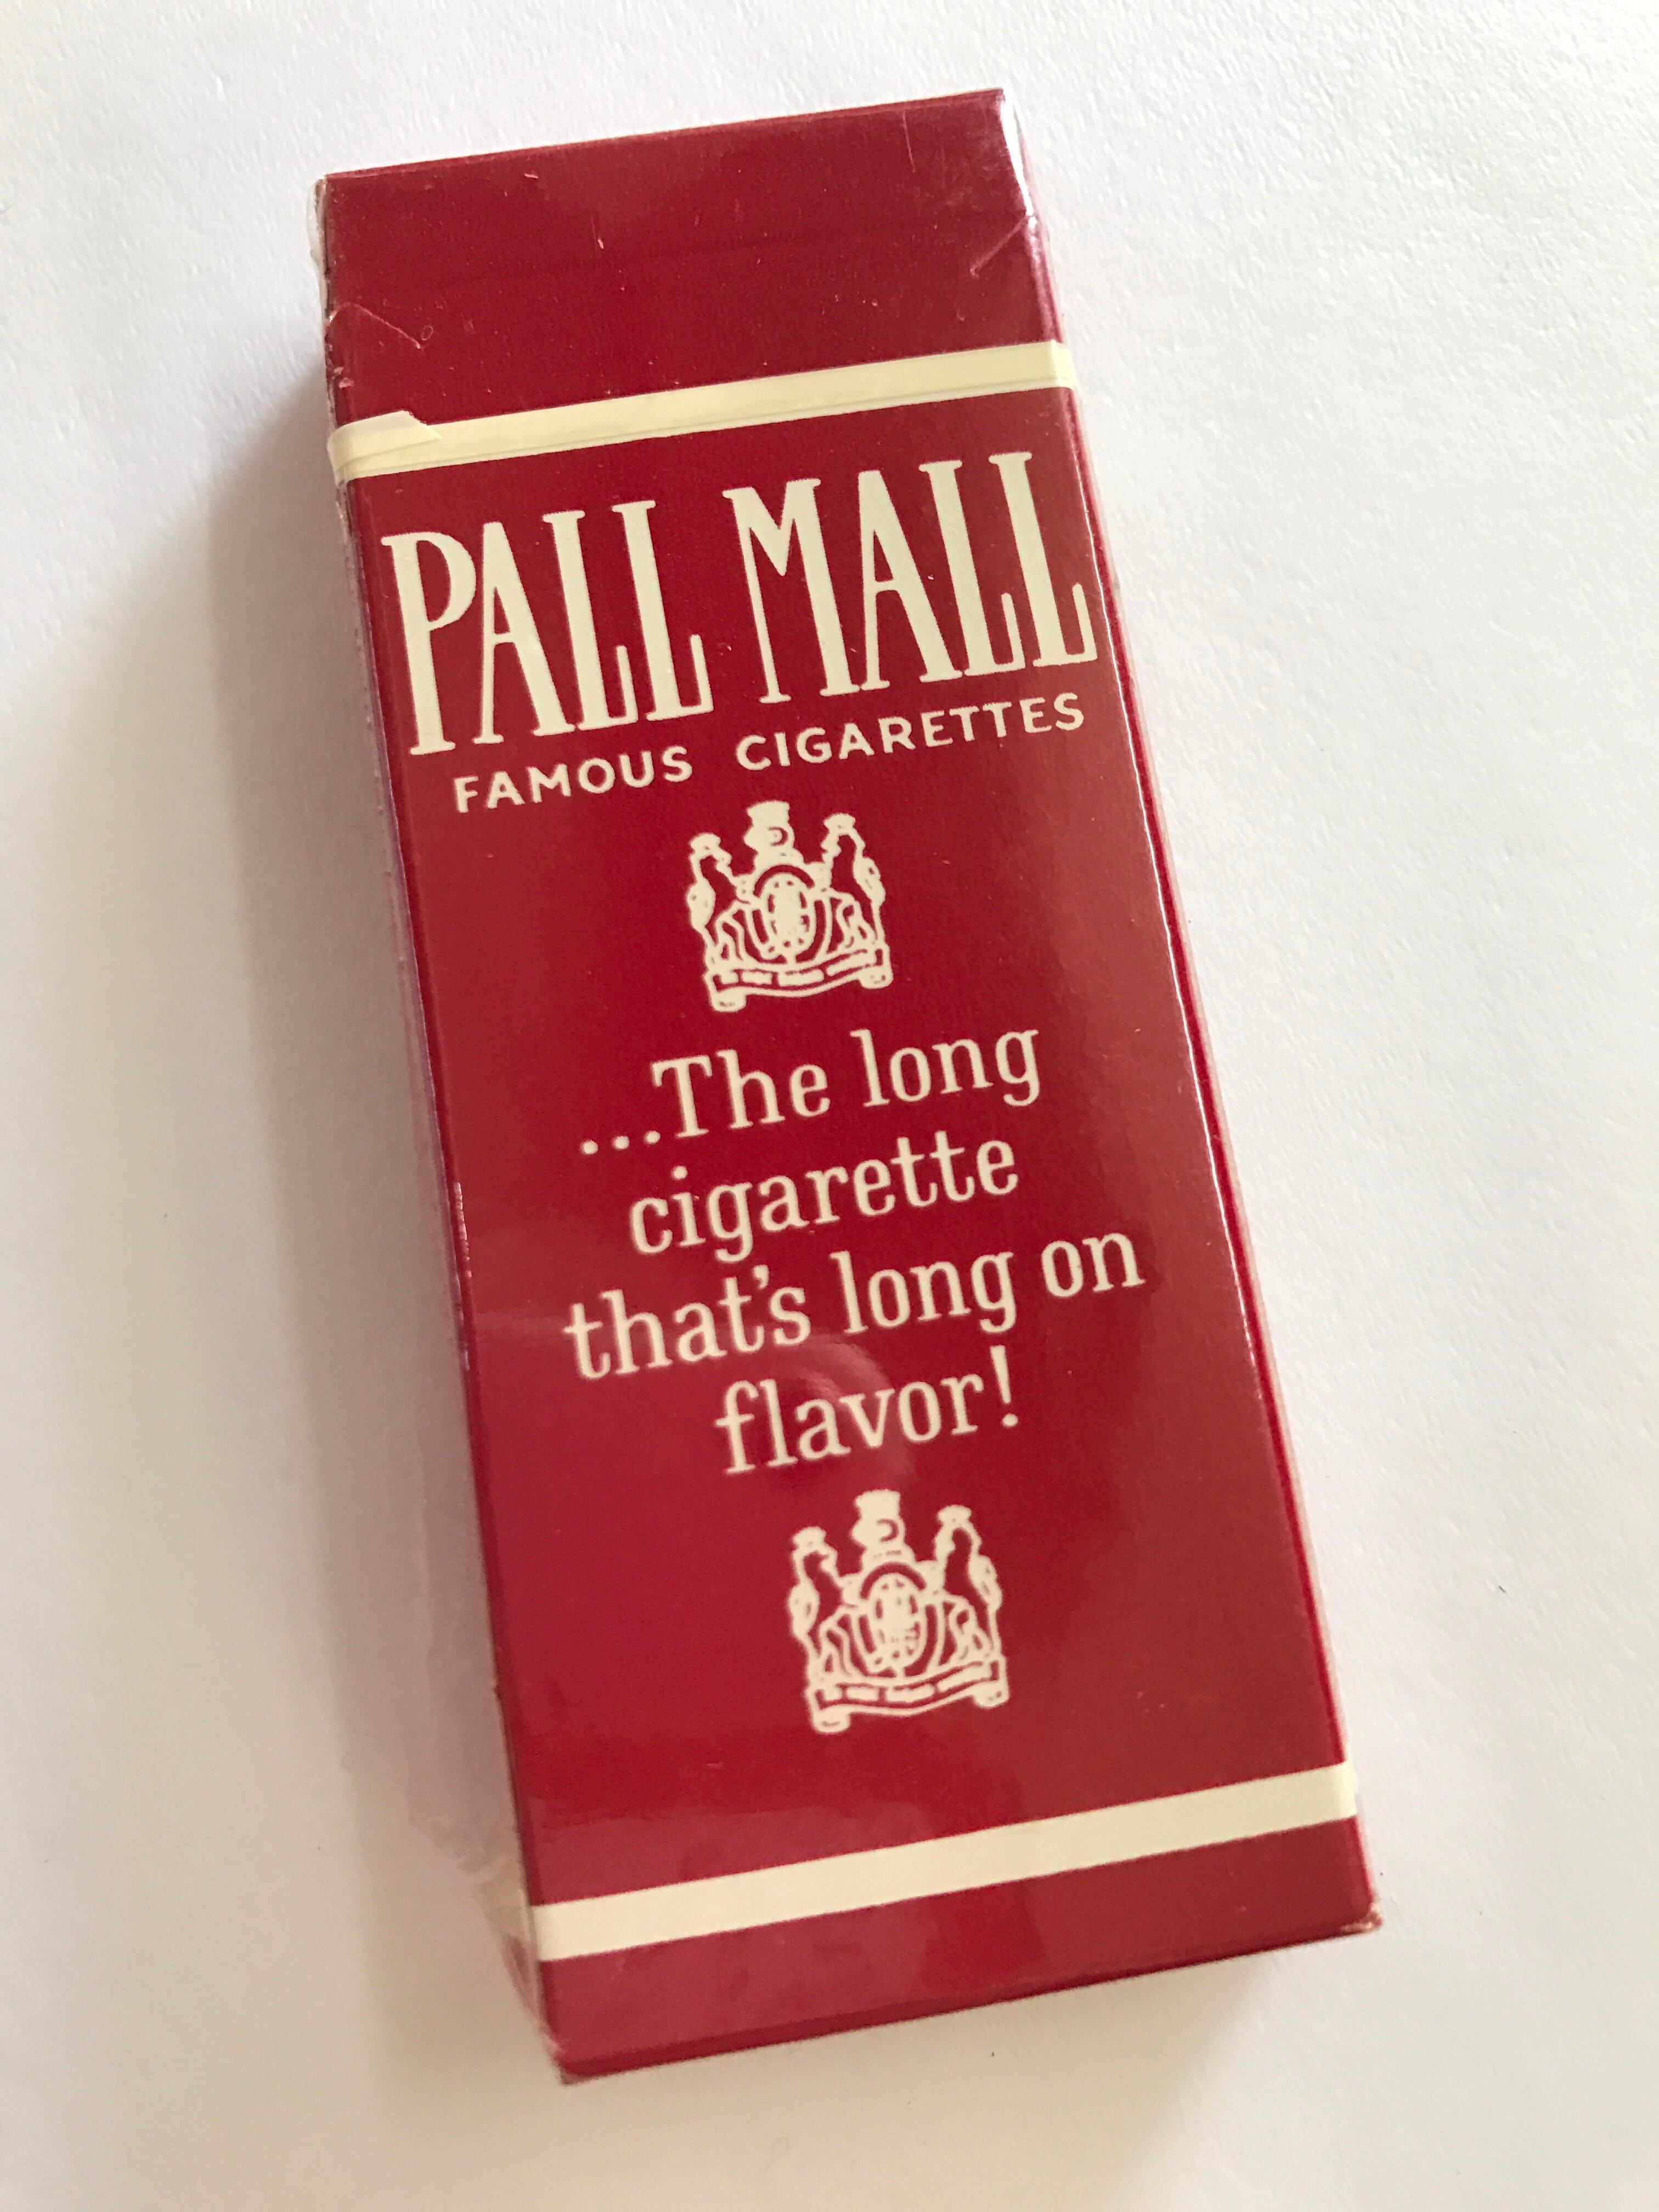 PALL MALL
FAMOUS CIGARETTES
...The long
cigarette
that's long on
flavor!